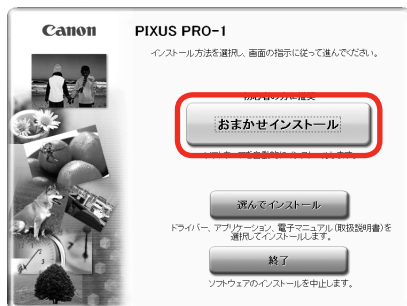 Canon
PIXUS PRO-1
インストール方法を選択し、画面の指示に従って進んでください。
おまかせインストール
選んでインストール
ドライバー、アプリケーション、電子マニュアル(取扱説明書)を
選択してインストールします。
終了
ソフトウェアのインストールを中止します。